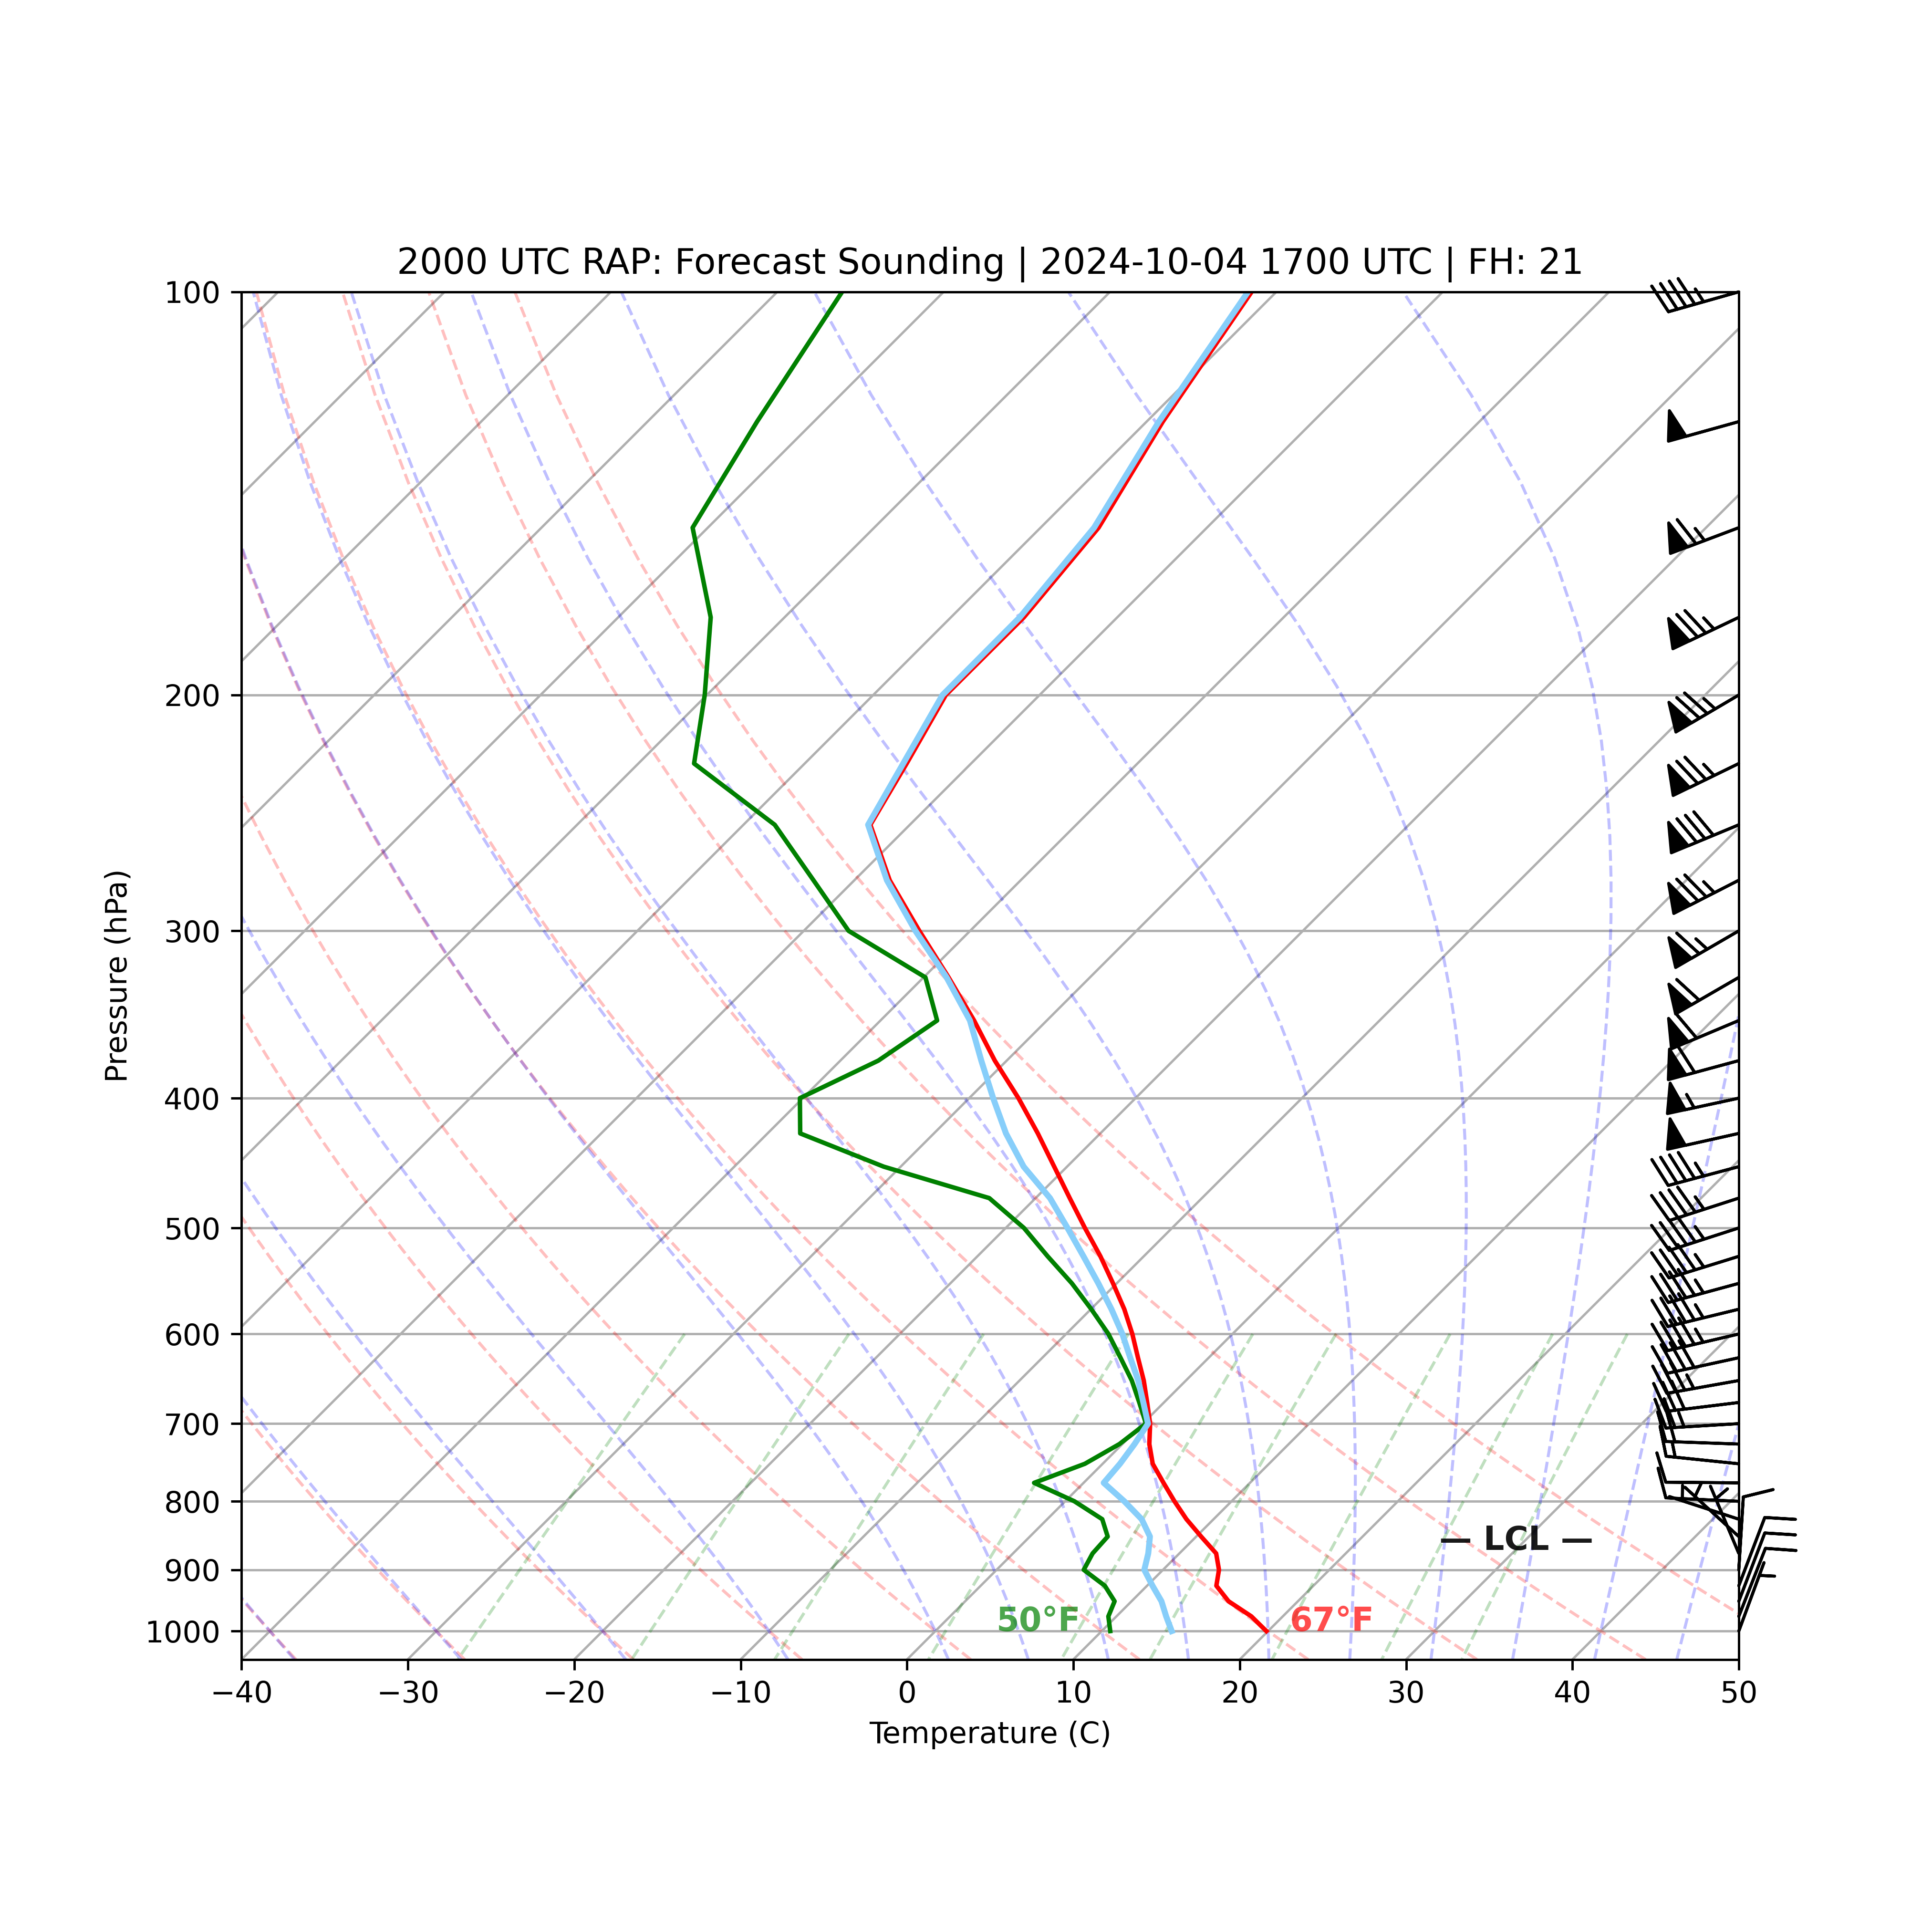 2000 UTC RAP: Forecast Sounding | 2024-10-04 1700 UTC | FH: 21
100
200
300
400
500
600
700
800
900
1000
Pressure (hPa)
— LCL —
50°F
67°F
−40 −30 −20 −10 0 10 20 30 40 50
Temperature (C)